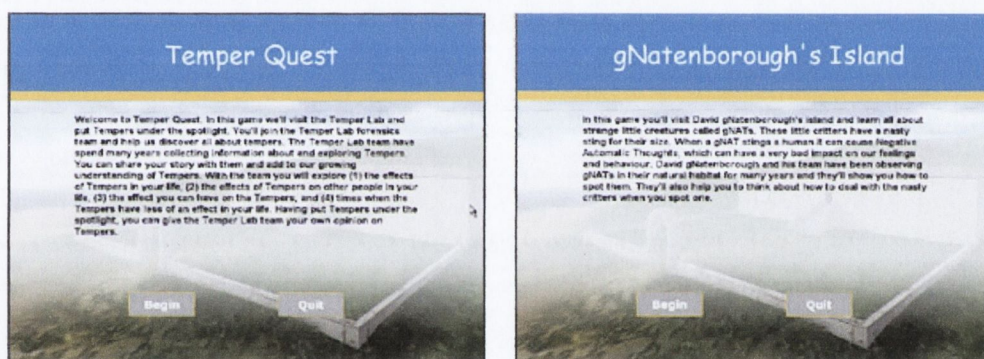 Temper Quest
Welcome to Temper Quest. In this game we'll visit the Temper Lab and
put Tempers under the spotlight. You'll join the Temper Lab forensics
team and help us discover all about tempers. The Temper Lab team have
spend many years collecting information about and exploring Tempers.
You can share your story with them and add to our growing
understanding of Tempers. With the team you will explore (1) the effects
of Tempers in your life, (2) the effects of Tempers on other people in your
life, (3) the effect you can have on the Tempers, and (4) times when the
Tempers have less of an effect in your life. Having put Tempers under the
spotlight, you can give the Temper Lab team your own opinion on
Tempers.
Begin
Quit
gNatenborough's Island
In this game you'll visit David gNatenborough's island and learn all about
strange little creatures called gNATs. These little critters have a nasty
sting for their size. When a gNAT stings a human it can cause Negative
Automatic Thoughts, which can have a very bad impact on our feelings
and behaviour. David gNatenborough and his team have been observing
gNATs in their natural habitat for many years and they'll show you how to
spot them. They'll also help you to think about how to deal with the nasty
critters when you spot one.
Begin
Quit